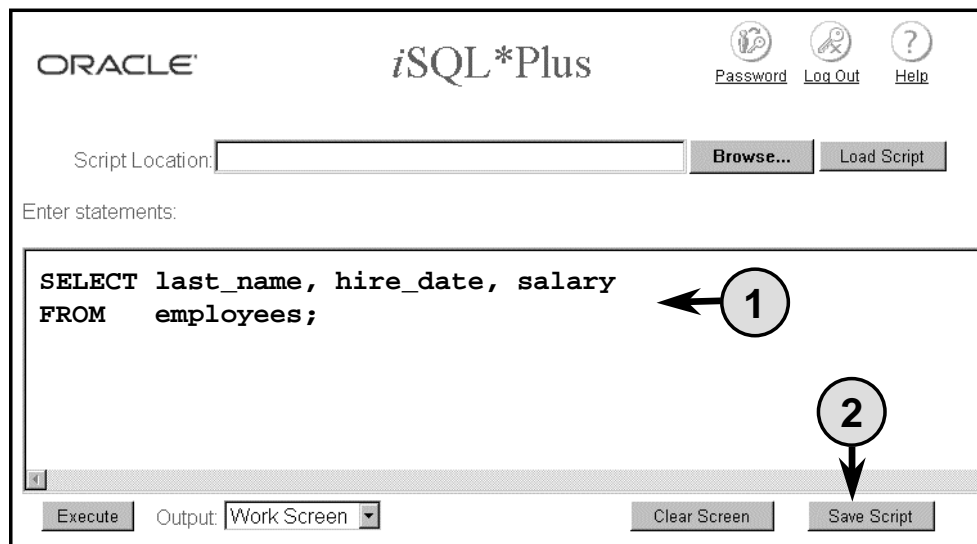 ORACLE iSQL*Plus
Password Log Out Help
Script Location: Browse... Load Script
Enter statements:
SELECT last_name, hire_date, salary
FROM employees;
1
2
Execute Output: Work Screen Clear Screen Save Script